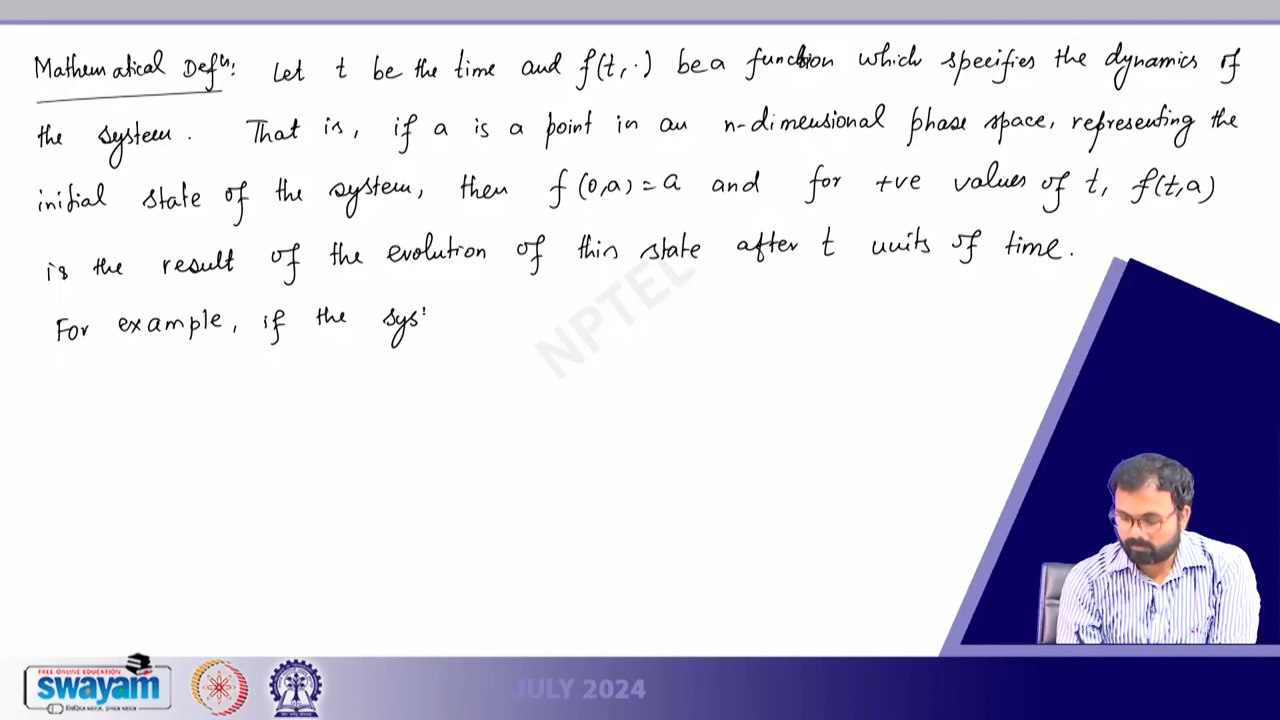 Mathematical Defⁿ: Let t be the time and f(t,·) be a function which specifies the dynamics of
the system. That is, if a is a point in an n-dimensional phase space, representing the
initial state of the system, then f(0,a)=a and for +ve values of t, f(t,a)
is the result of the evolution of this state after t units of time.
For example, if the sys
NPTEL
FREE ONLINE EDUCATION
swayam
JULY 2024